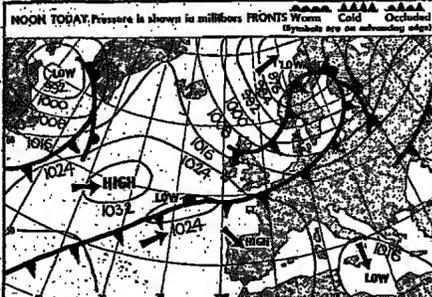 NOON TODAY. Pressure is shown in millibars FRONTS Warm Cold Occluded
(Symbols are on advancing edge)
LOW
992
1000
1008
1016
1024
HIGH
1032
LOW
1024
1016
1024
1008
1000
LOW
HIGH
1016
LOW